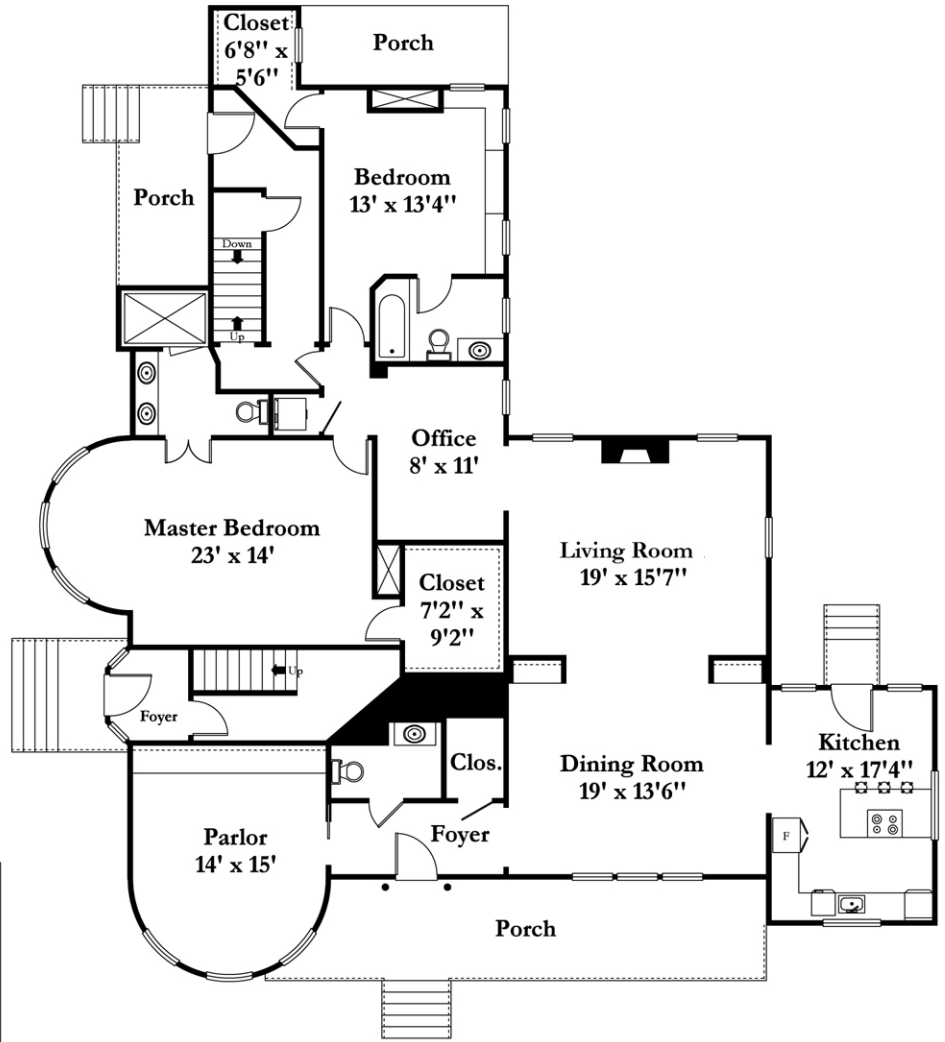 Closet
6'8" x
5'6"
Porch
Porch
Bedroom
13' x 13'4"
Down
Up
Office
8' x 11'
Master Bedroom
23' x 14'
Living Room
19' x 15'7"
Closet
7'2" x
9'2"
Up
Foyer
Clos.
Dining Room
19' x 13'6"
Kitchen
12' x 17'4"
F
Parlor
14' x 15'
Foyer
Porch